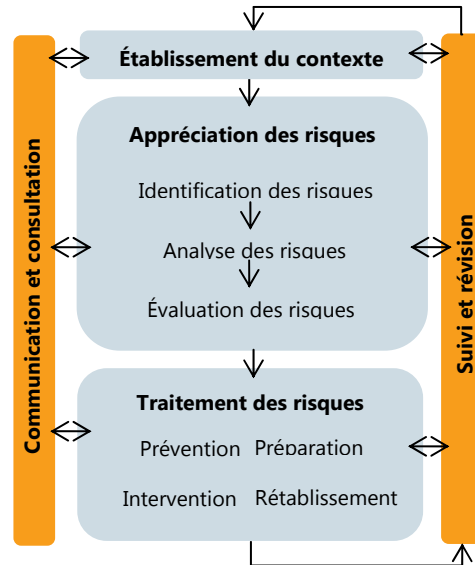 Établissement du contexte
Appréciation des risques
Identification des risques
Analyse des risques
Évaluation des risques
Traitement des risques
Prévention Préparation
Intervention Rétablissement
Communication et consultation
Suivi et révision